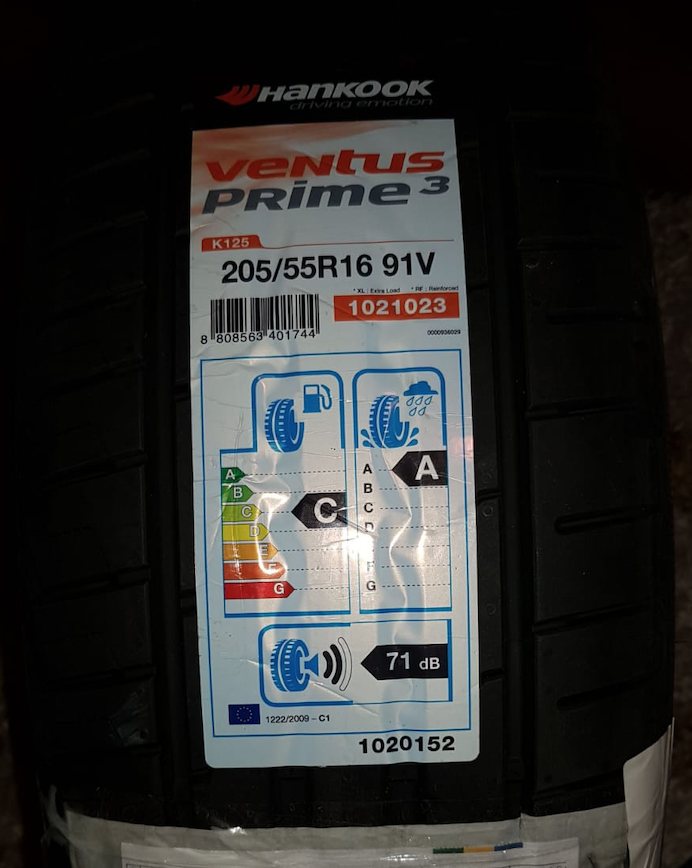 HANKOOK
driving emotion
ventus
PRime³
K125
205/55R16 91V
* XL : Extra Load * RF : Reinforced
1021023
8 808563 401744
0000936029
A A A
B B
C C C
D D
E
F F
G G
71 dB
1222/2009 – C1
1020152